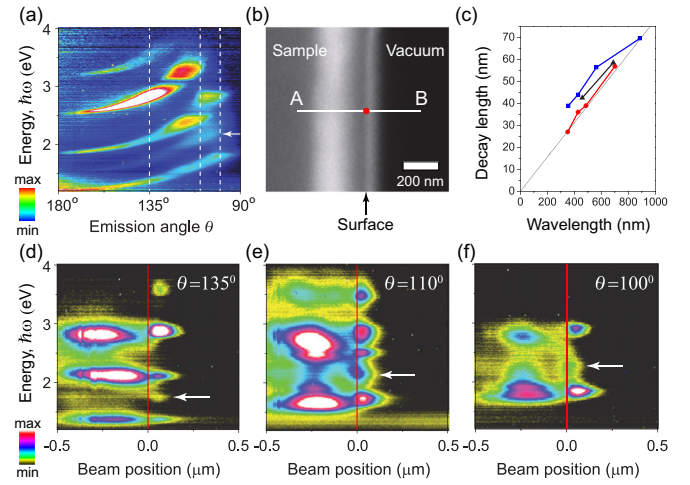 (a)
Energy, ℏω (eV)
4
3
2
max
min
180°
135°
90°
Emission angle θ
(b)
Sample
Vacuum
A
B
200 nm
Surface
(c)
Decay length (nm)
70
60
50
40
30
20
10
0
0 200 400 600 800 1000
Wavelength (nm)
(d)
Energy, ℏω (eV)
4
3
2
max
min
θ=135⁰
-0.5 0.0 0.5
Beam position (μm)
(e)
θ=110⁰
-0.5 0.0 0.5
Beam position (μm)
(f)
θ=100⁰
-0.5 0.0 0.5
Beam position (μm)